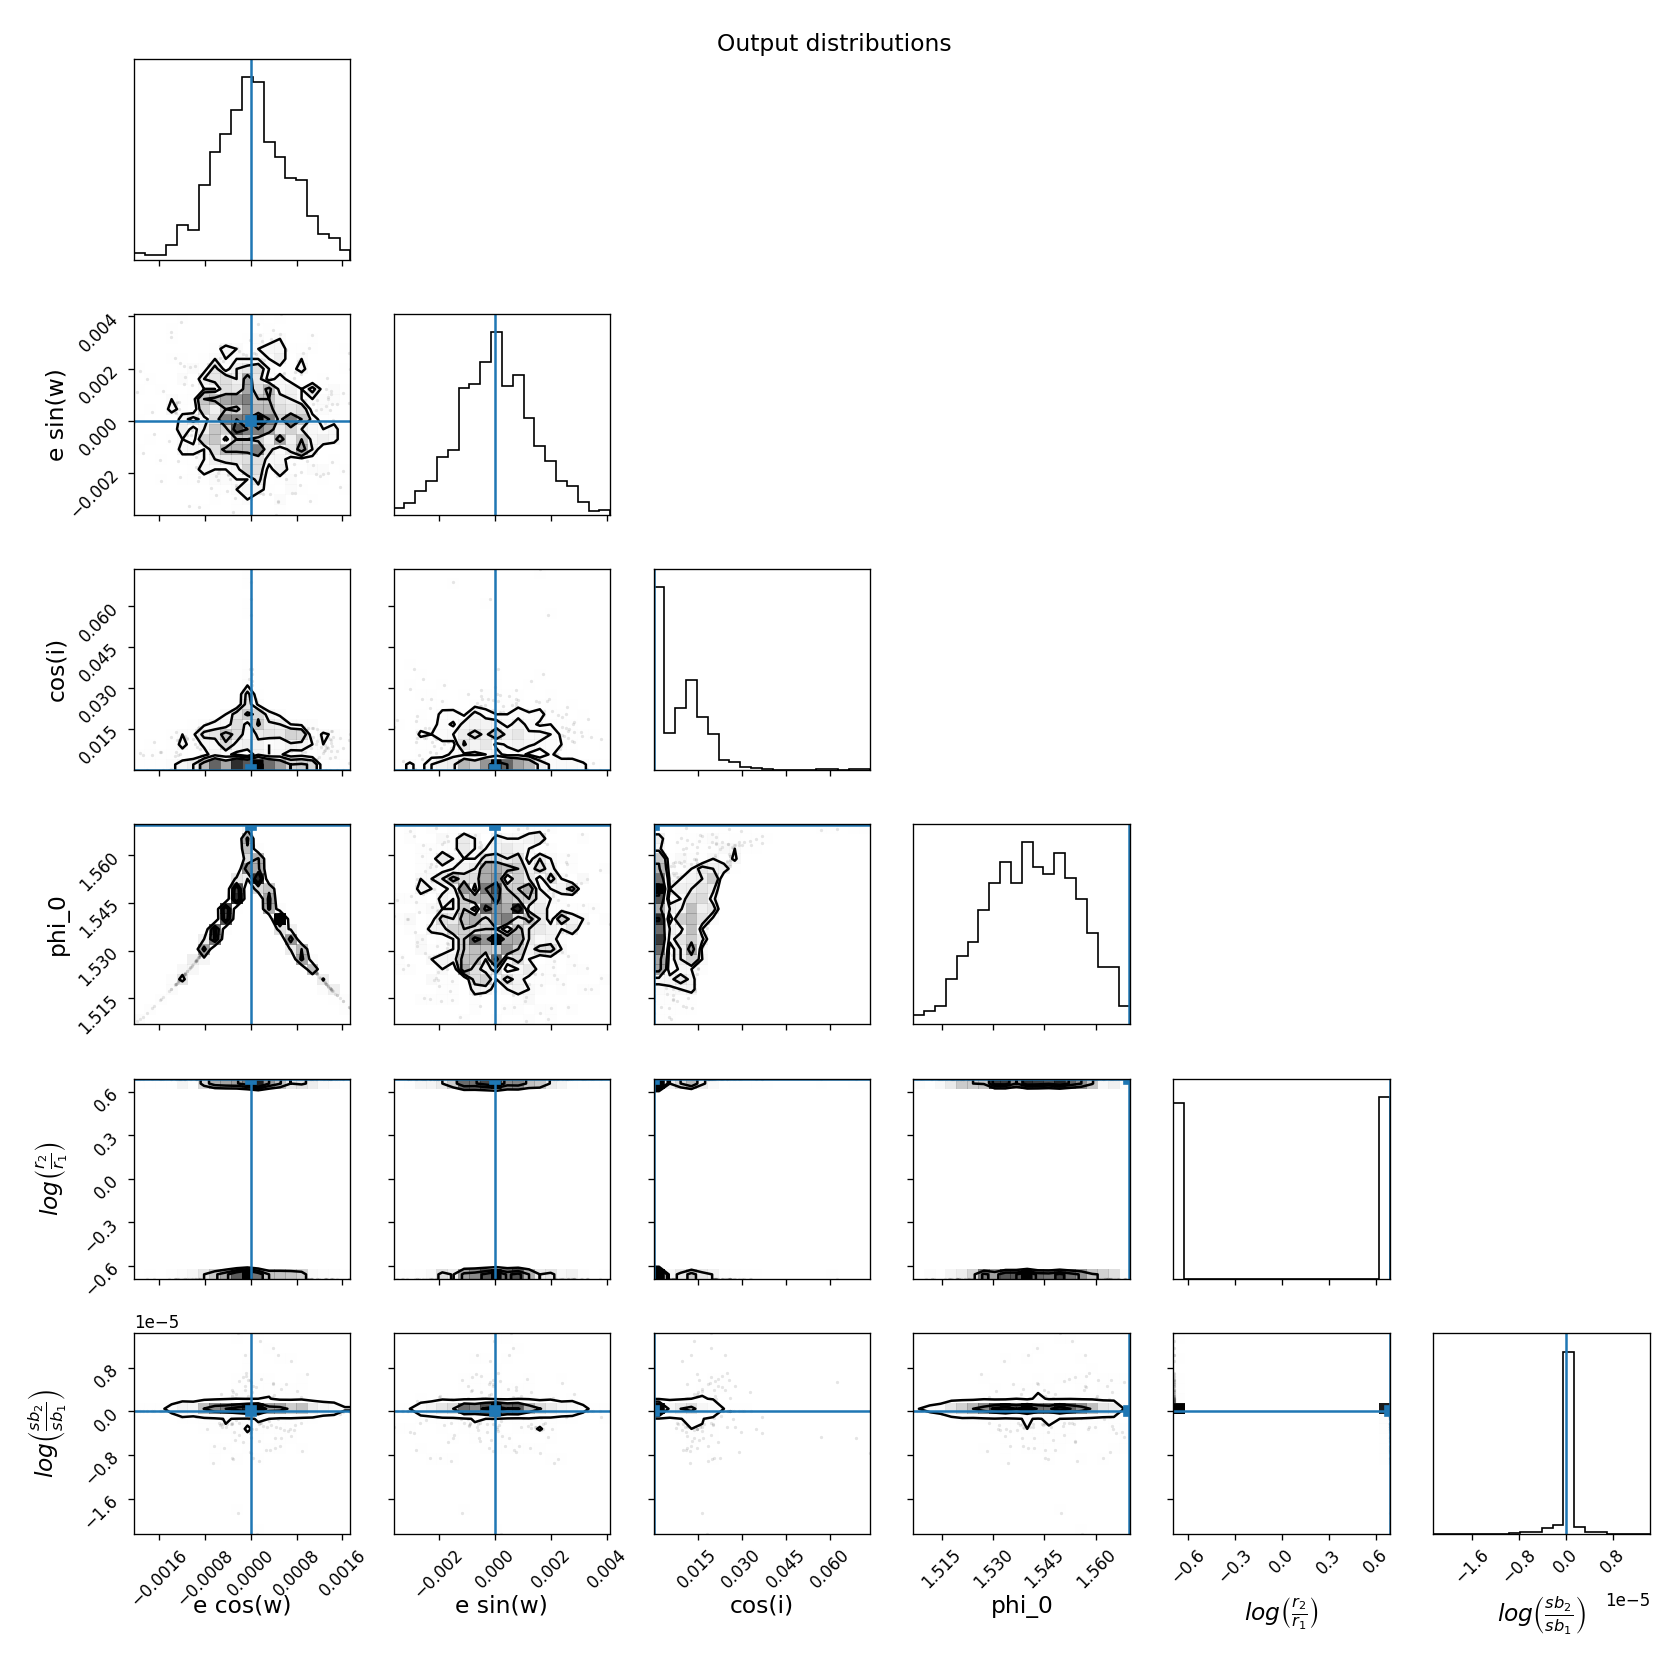 Output distributions
e sin(w)
0.004
0.002
0.000
−0.002
cos(i)
0.060
0.045
0.030
0.015
phi_0
1.560
1.545
1.530
1.515
log(r₂/r₁)
0.6
0.3
0.0
−0.3
−0.6
1e−5
log(sb₂/sb₁)
0.8
0.0
−0.8
−1.6
−0.0016 −0.0008 0.0000 0.0008 0.0016
−0.002 0.000 0.002 0.004
0.015 0.030 0.045 0.060
1.515 1.530 1.545 1.560
−0.6 −0.3 0.0 0.3 0.6
−1.6 −0.8 0.0 0.8
1e−5
e cos(w)
e sin(w)
cos(i)
phi_0
log(r₂/r₁)
log(sb₂/sb₁)